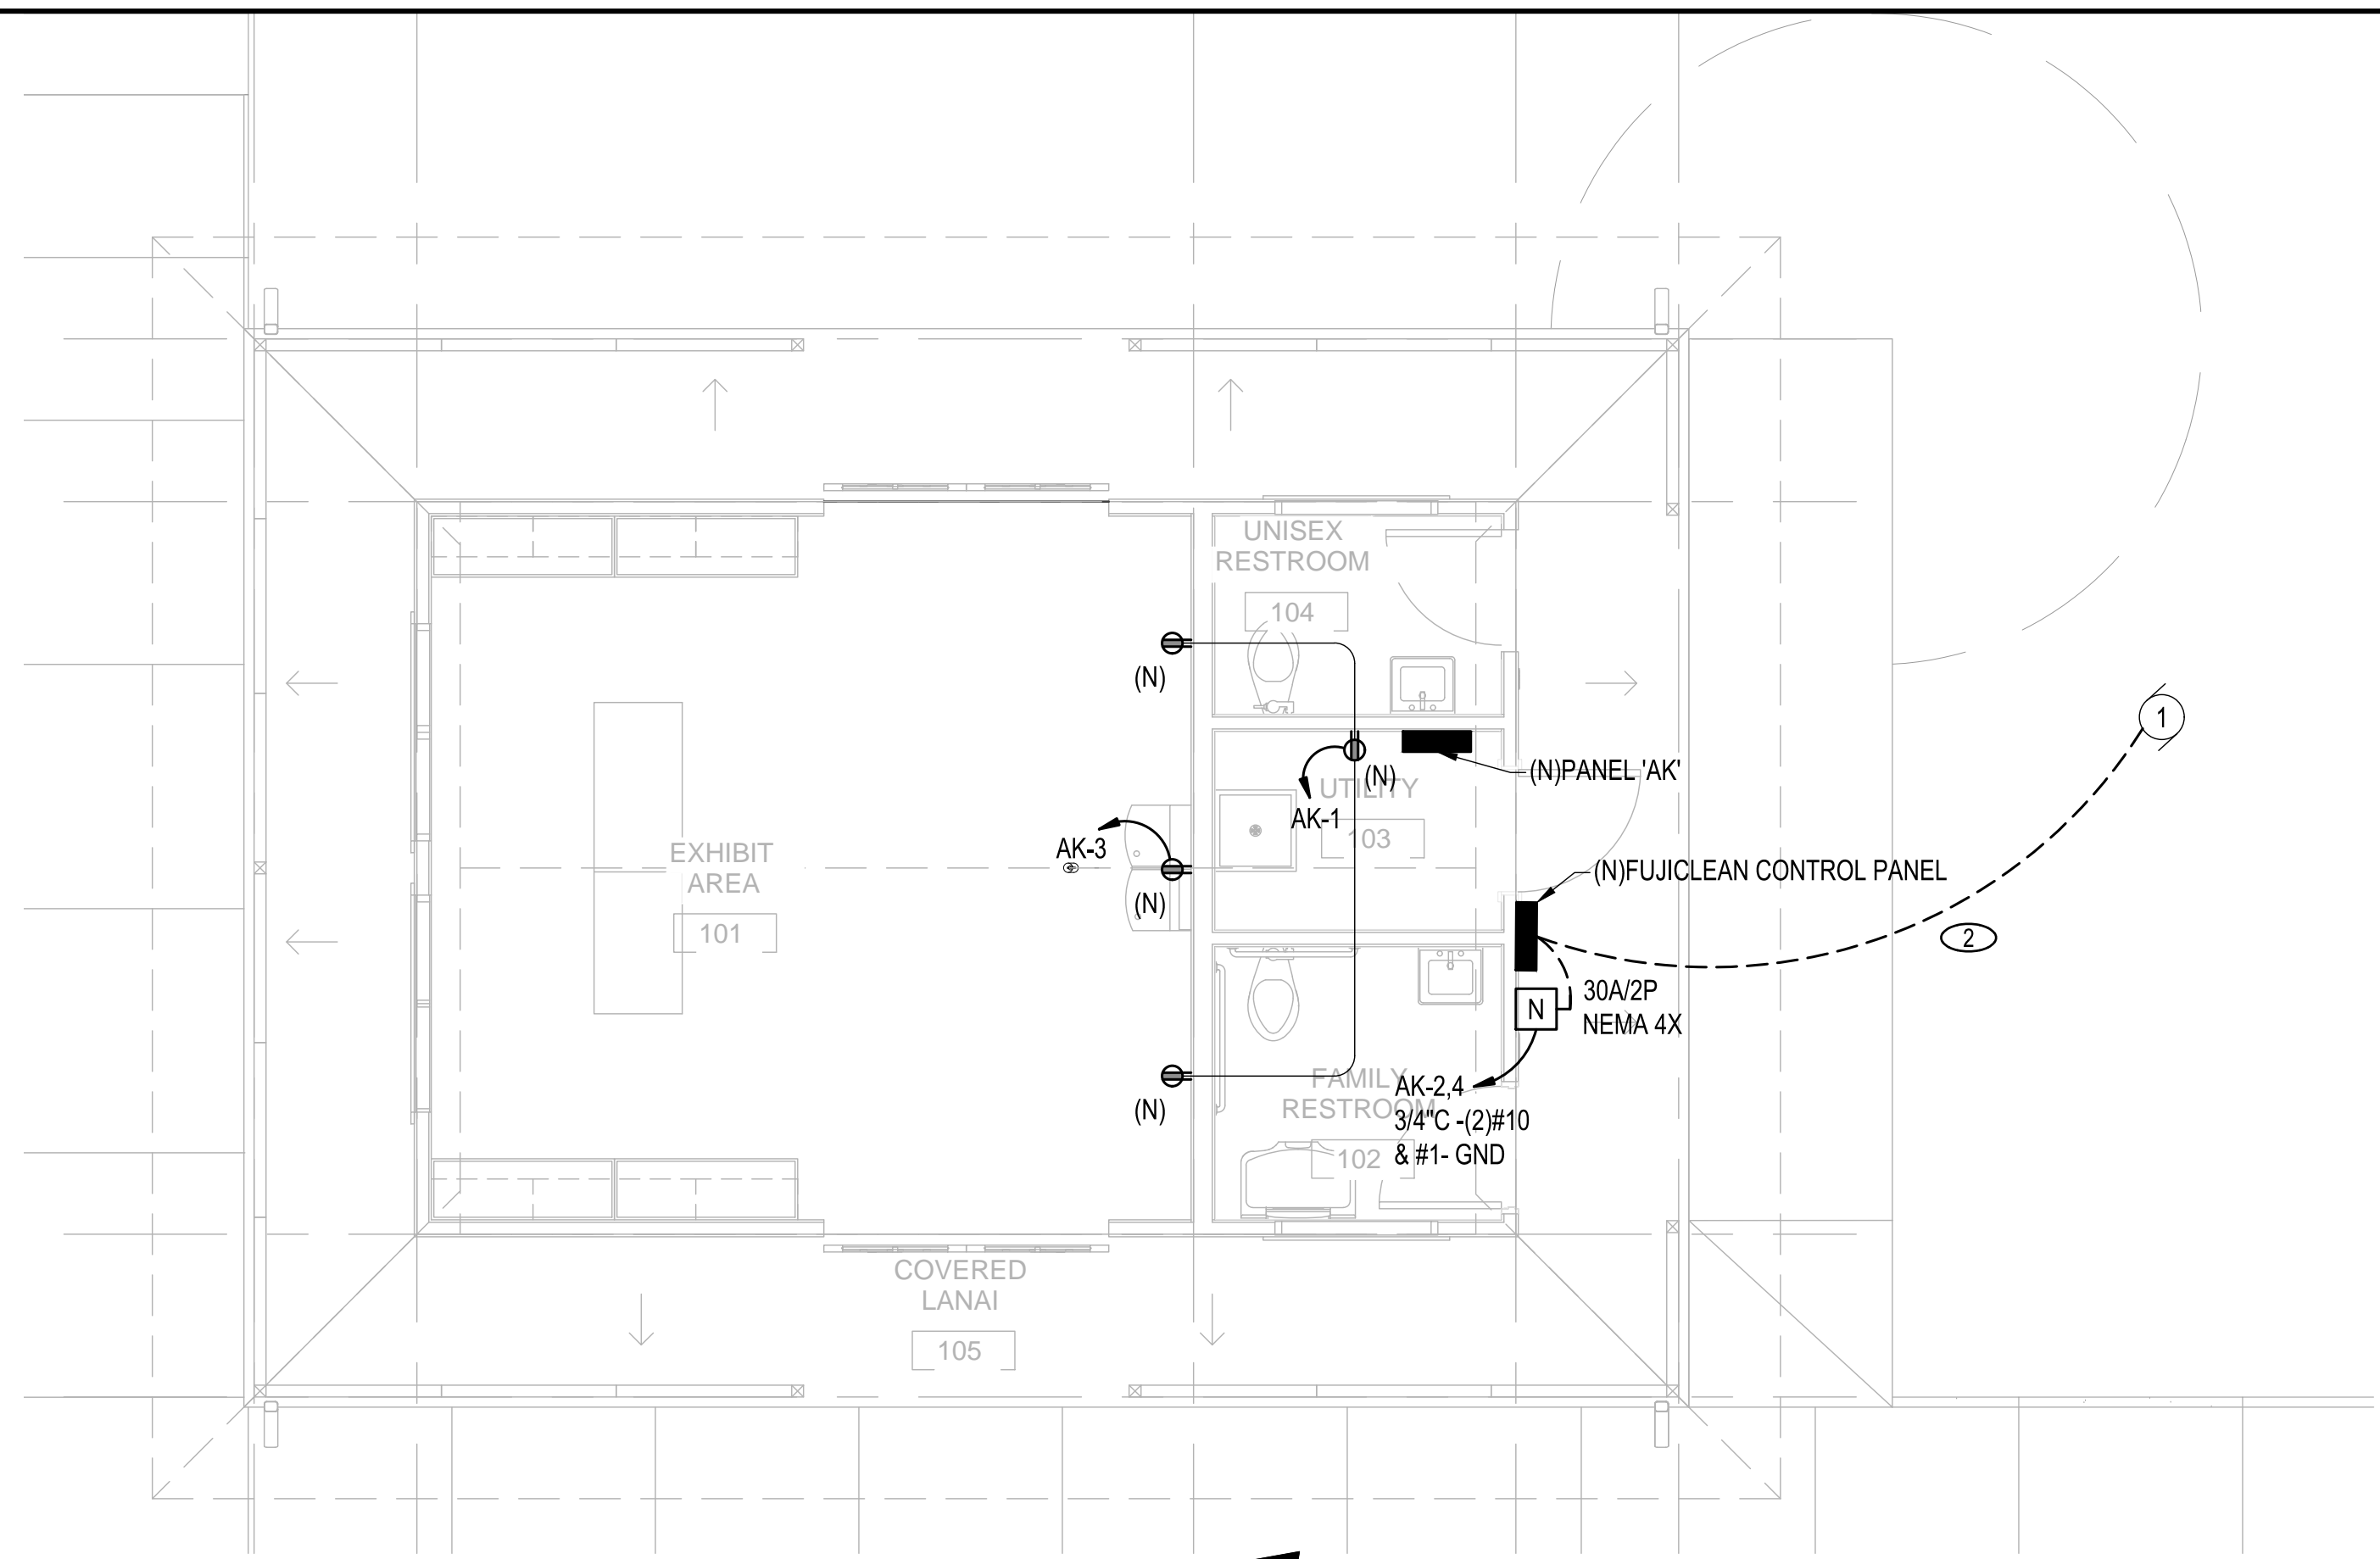 UNISEX
RESTROOM
104
(N)
1
(N)PANEL 'AK'
(N)
UTILITY
AK-1
103
AK-3
EXHIBIT
AREA
101
(N)
(N)FUJICLEAN CONTROL PANEL
2
30A/2P
NEMA 4X
N
FAMILY
RESTROOM
102
AK-2,4
3/4"C -(2)#10
& #1- GND
(N)
COVERED
LANAI
105